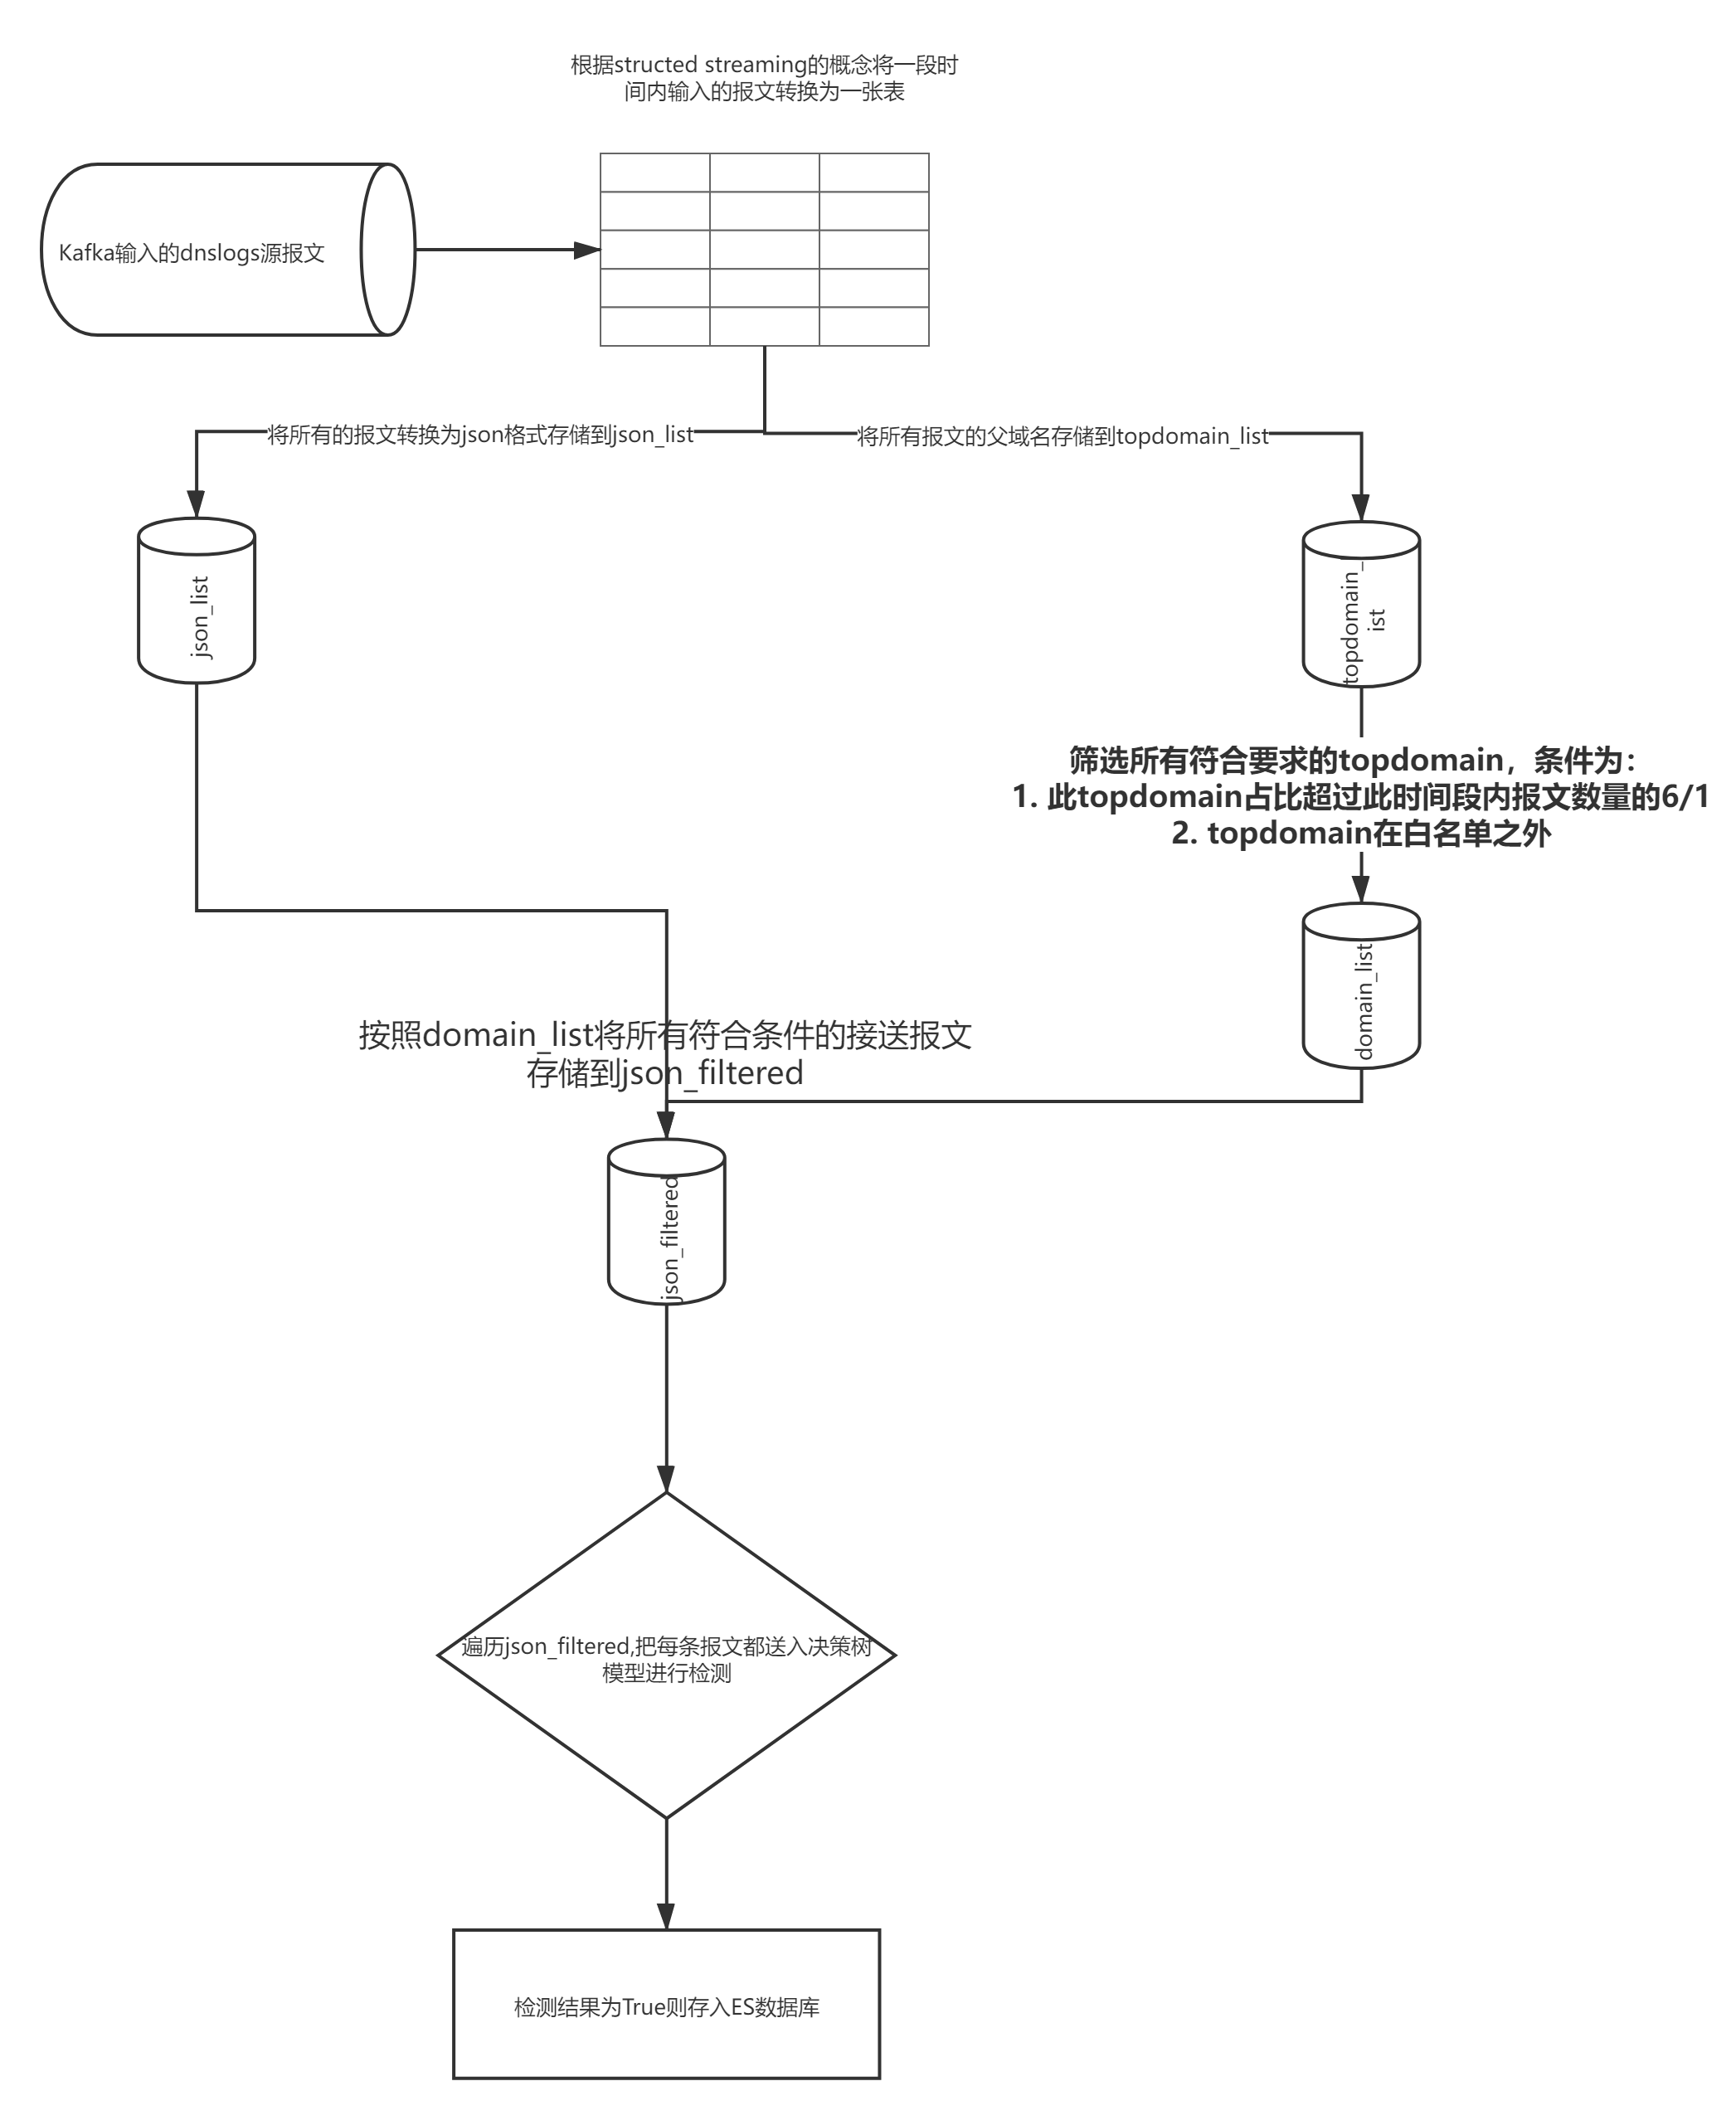 根据structed streaming的概念将一段时
间内输入的报文转换为一张表
Kafka输入的dnslogs源报文
将所有的报文转换为json格式存储到json_list
将所有报文的父域名存储到topdomain_list
json_list
topdomain_
ist
筛选所有符合要求的topdomain，条件为：
1. 此topdomain占比超过此时间段内报文数量的6/1
2. topdomain在白名单之外
domain_list
按照domain_list将所有符合条件的接送报文
存储到json_filtered
json_filtered
遍历json_filtered,把每条报文都送入决策树
模型进行检测
检测结果为True则存入ES数据库